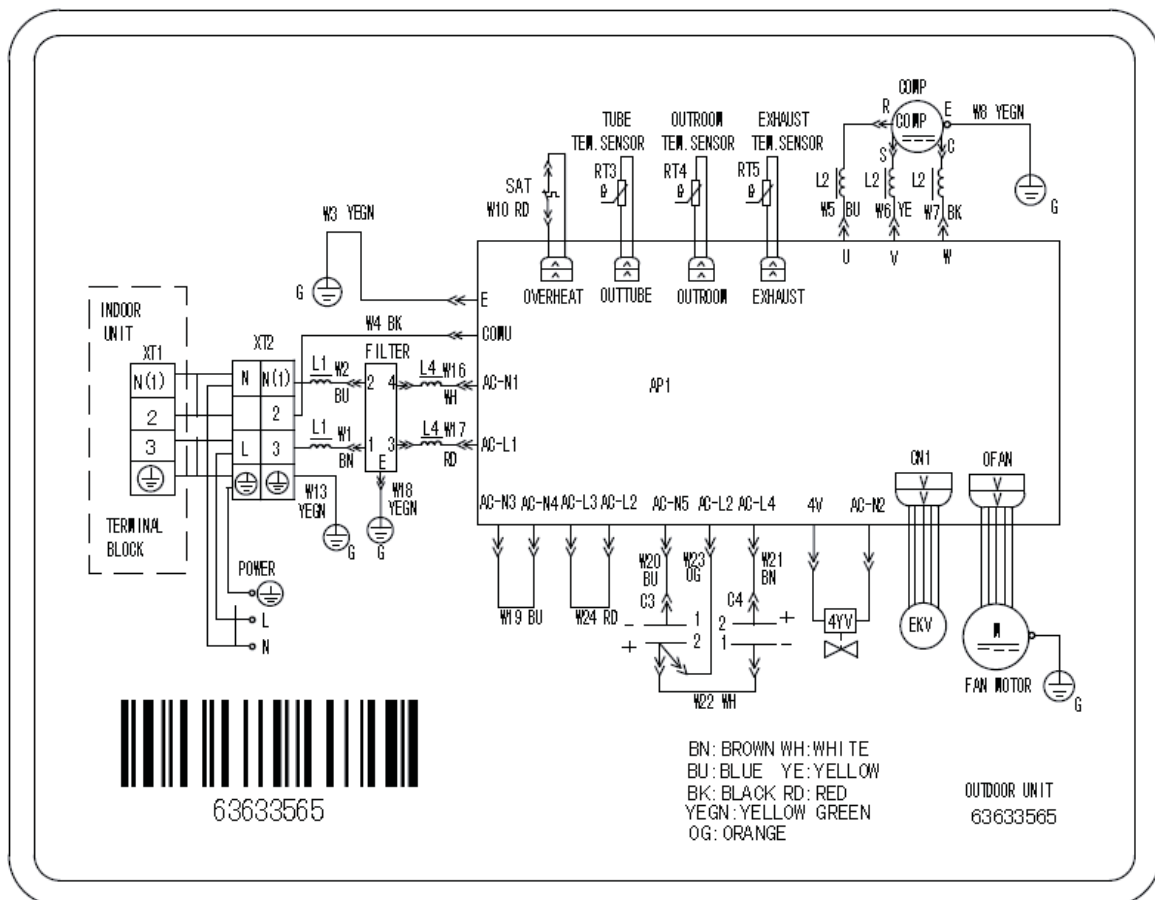 COMP
R
E
W8 YEGN
COMP
S
C
G
TUBE
TEM.SENSOR
OUTROOM
TEM.SENSOR
EXHAUST
TEM.SENSOR
RT3
RT4
RT5
θ
θ
θ
SAT
W10 RD
L2
L2
L2
W5 BU
W6 YE
W7 BK
U
V
W
W3 YEGN
G
OVERHEAT
OUTTUBE
OUTROOM
EXHAUST
E
W4 BK
COMU
INDOOR
UNIT
XT1
XT2
FILTER
N(1)
2
3
N
N(1)
2
L
3
L1
W2
BU
2
4
L4
W16
WH
AC-N1
AP1
L1
W1
BN
1
3
E
L4
W17
RD
AC-L1
W13
YEGN
G
W18
YEGN
G
TERMINAL
BLOCK
POWER
L
N
AC-N3
AC-N4
AC-L3
AC-L2
AC-N5
AC-L2
AC-L4
4V
AC-N2
CN1
V
V
OFAN
V
V
W19 BU
W24 RD
W20
BU
W23
OG
W21
BN
C3
C4
-
1
+
2
2
+
1
-
W22 WH
4YV
EKV
M
FAN MOTOR
G
BN: BROWN WH: WHITE
BU: BLUE YE: YELLOW
BK: BLACK RD: RED
YEGN: YELLOW GREEN
OG: ORANGE
63633565
OUTDOOR UNIT
63633565